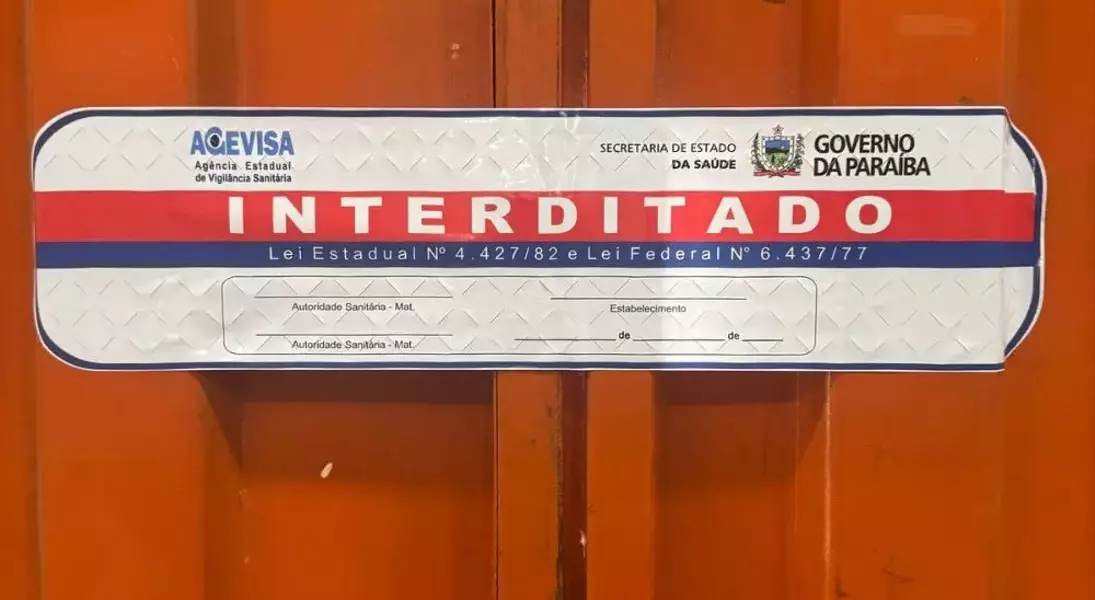 AGEVISA
Agência Estadual
de Vigilância Sanitária
SECRETARIA DE ESTADO
DA SAÚDE
GOVERNO
DA PARAÍBA
INTERDITADO
Lei Estadual Nº 4.427/82 e Lei Federal N° 6.437/77
Autoridade Sanitária - Mat.
Estabelecimento
Autoridade Sanitária - Mat.
de de